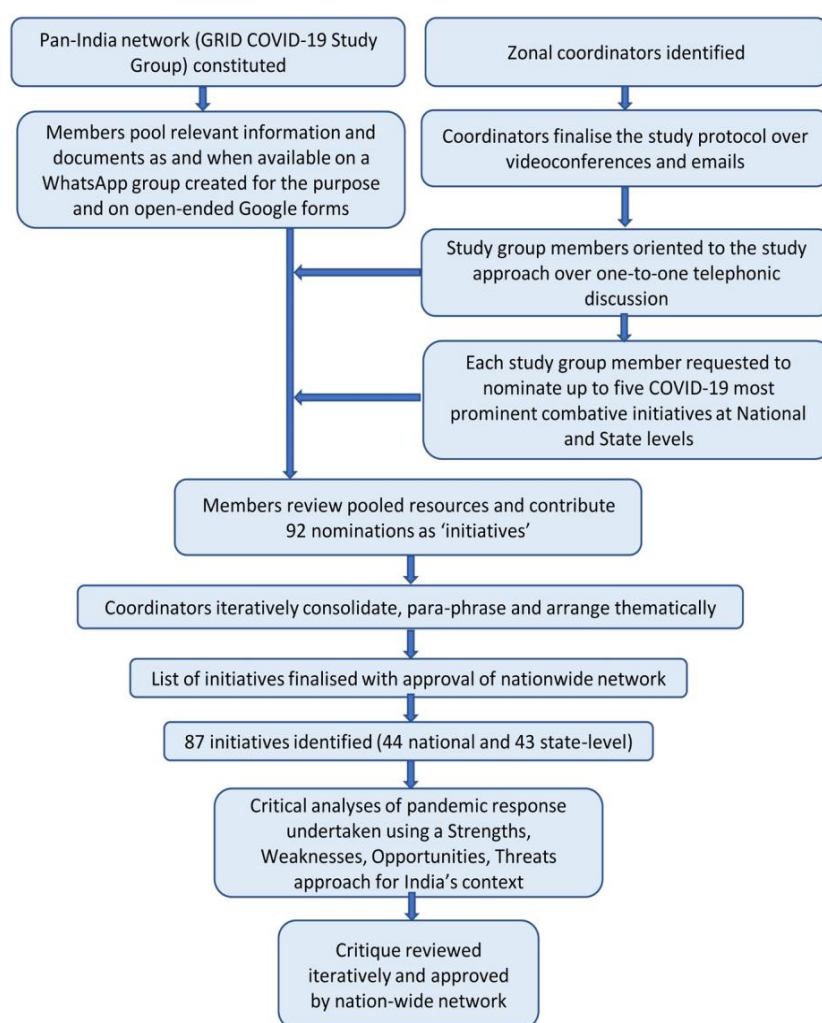 Pan-India network (GRID COVID-19 Study
Group) constituted
Zonal coordinators identified
Members pool relevant information and
documents as and when available on a
WhatsApp group created for the purpose
and on open-ended Google forms
Coordinators finalise the study protocol over
videoconferences and emails
Study group members oriented to the study
approach over one-to-one telephonic
discussion
Each study group member requested to
nominate up to five COVID-19 most
prominent combative initiatives at National
and State levels
Members review pooled resources and contribute
92 nominations as ‘initiatives’
Coordinators iteratively consolidate, para-phrase and arrange thematically
List of initiatives finalised with approval of nationwide network
87 initiatives identified (44 national and 43 state-level)
Critical analyses of pandemic response
undertaken using a Strengths,
Weaknesses, Opportunities, Threats
approach for India’s context
Critique reviewed
iteratively and approved
by nation-wide network